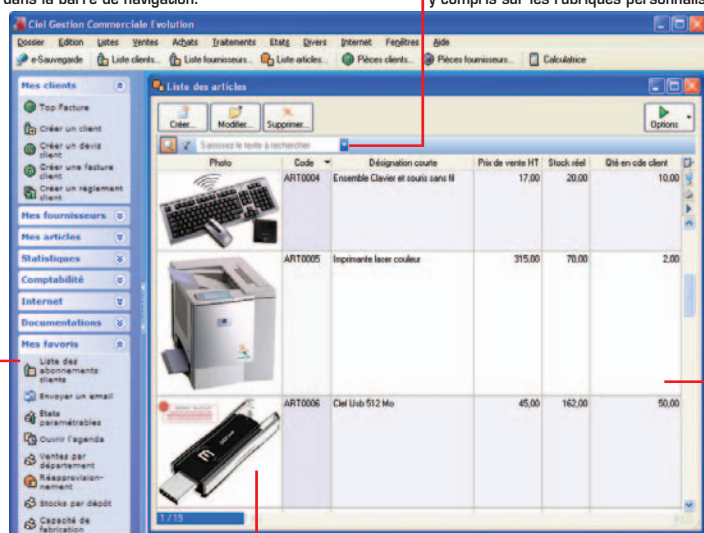 dans la barre de navigation.
y compris sur les rubriques personnalis
Ciel Gestion Commerciale Evolution
Dossier Edition Listes Ventes Achats Traitements Etats Divers Internet Fenêtres Aide
e-Sauvegarde Liste clients... Liste fournisseurs... Liste articles... Pièces clients... Pièces fournisseurs... Calculatrice
Mes clients
Top Facture
Créer un client
Créer un devis client
Créer une facture client
Créer un règlement client
Mes fournisseurs
Mes articles
Statistiques
Comptabilité
Internet
Documentations
Mes favoris
Liste des abonnements clients
Envoyer un email
Etats paramétrables
Ouvrir l'agenda
Ventes par département
Réapprovision-nement
Stocks par dépôt
Capacité de fabrication
Liste des articles
Créer... Modifier... Supprimer... Options
Saisissez le texte à rechercher
Photo Code Désignation courte Prix de vente HT Stock réel Qté en cde client
ART0004 Ensemble Clavier et souris sans fil 17,00 20,00 10,00
ART0005 Imprimante laser couleur 315,00 70,00 2,00
ART0006 Clef Usb 512 Mo 45,00 162,00 50,00
1 / 19